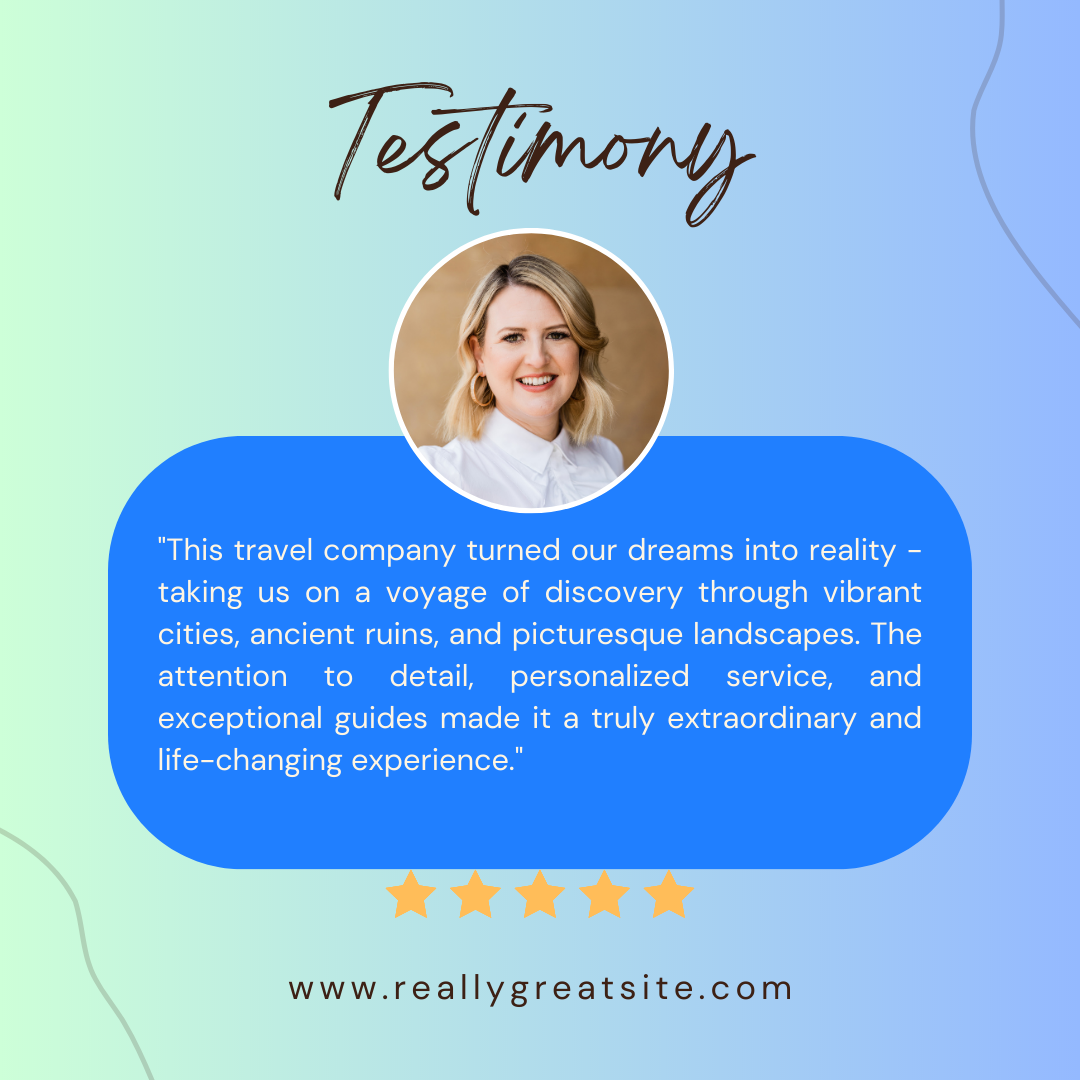 Testimony
"This travel company turned our dreams into reality –
taking us on a voyage of discovery through vibrant
cities, ancient ruins, and picturesque landscapes. The
attention to detail, personalized service, and
exceptional guides made it a truly extraordinary and
life-changing experience."
www.reallygreatsite.com